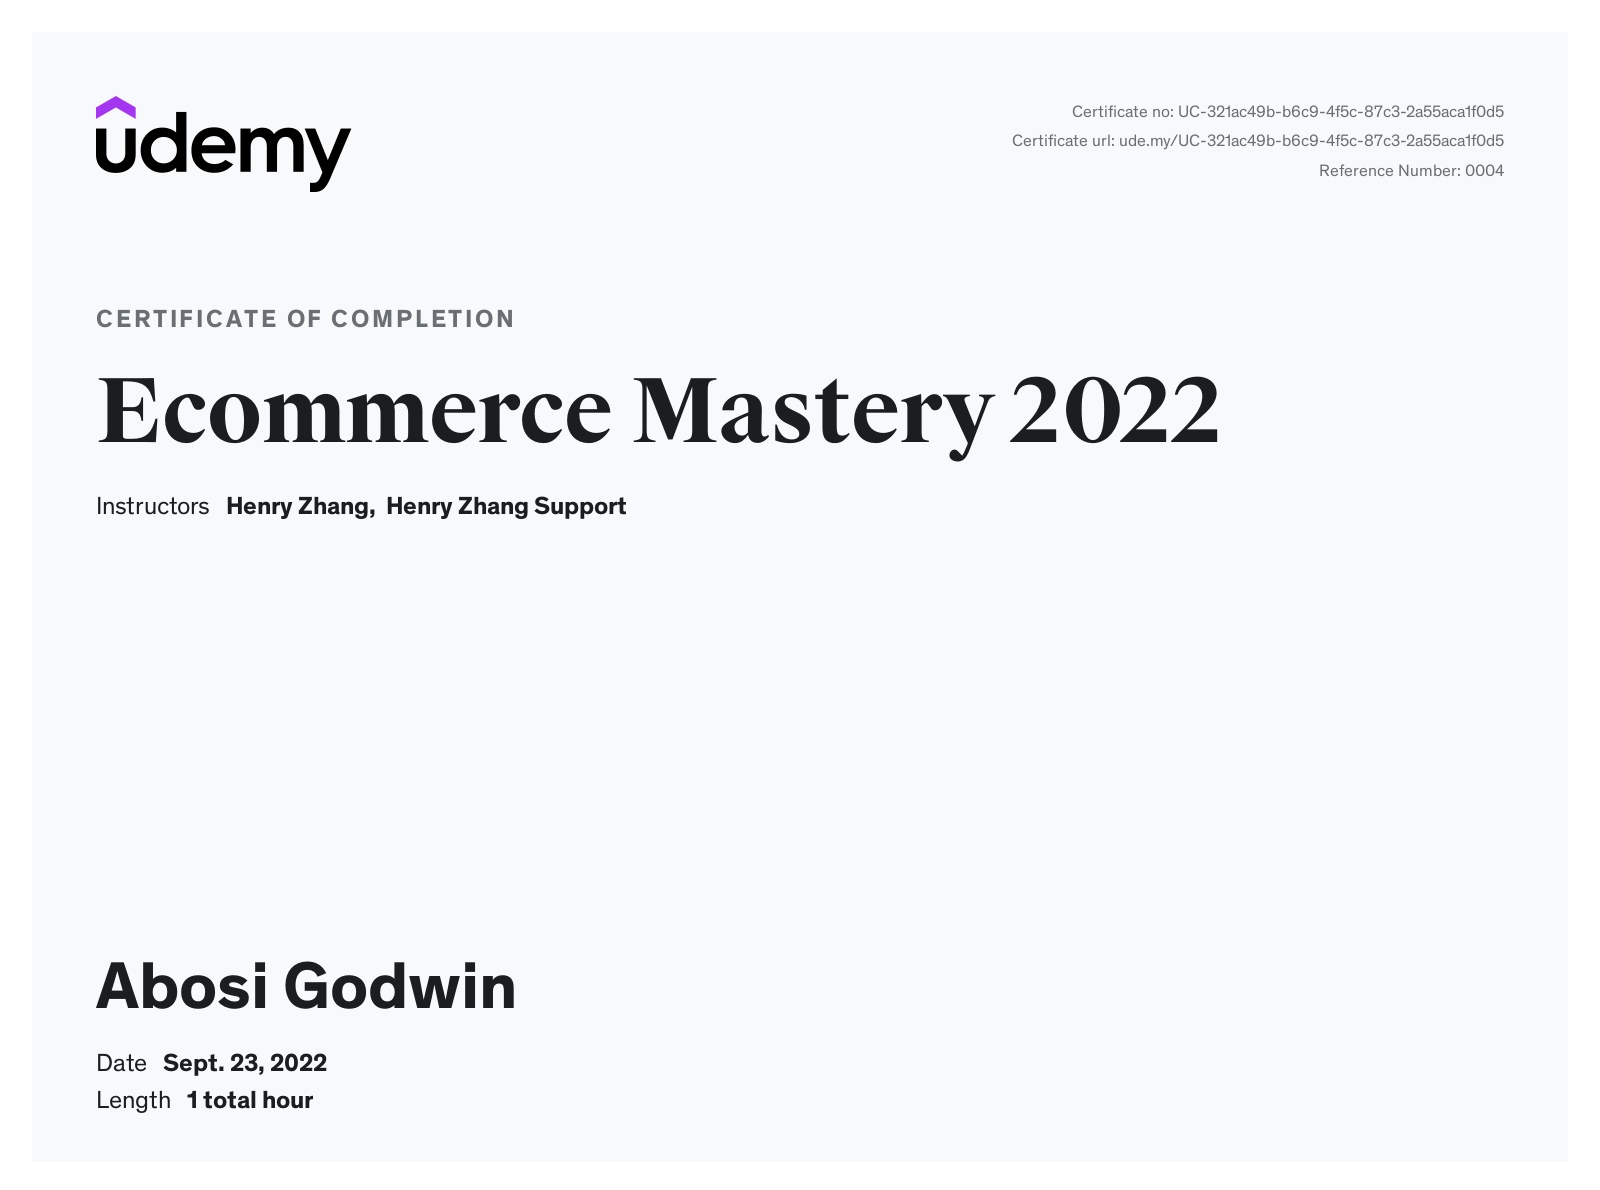 udemy
Certificate no: UC-321ac49b-b6c9-4f5c-87c3-2a55aca1f0d5
Certificate url: ude.my/UC-321ac49b-b6c9-4f5c-87c3-2a55aca1f0d5
Reference Number: 0004
CERTIFICATE OF COMPLETION
Ecommerce Mastery 2022
Instructors Henry Zhang, Henry Zhang Support
Abosi Godwin
Date Sept. 23, 2022
Length 1 total hour